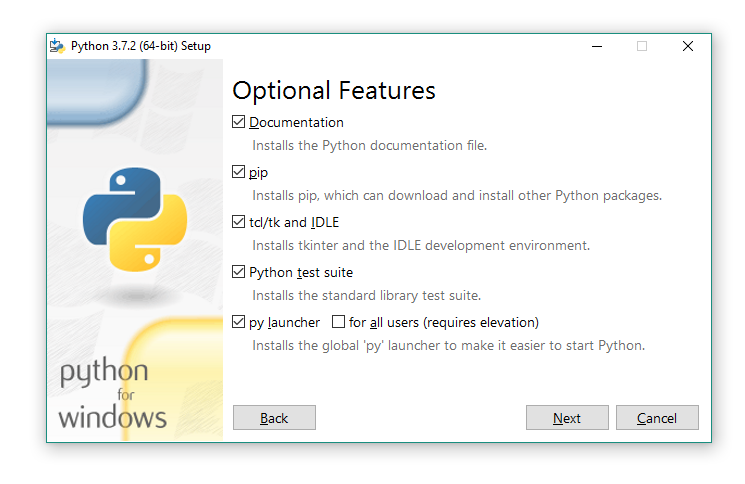 Python 3.7.2 (64-bit) Setup
Optional Features
Documentation
Installs the Python documentation file.
pip
Installs pip, which can download and install other Python packages.
tcl/tk and IDLE
Installs tkinter and the IDLE development environment.
Python test suite
Installs the standard library test suite.
py launcher for all users (requires elevation)
Installs the global 'py' launcher to make it easier to start Python.
python
for
windows
Back Next Cancel